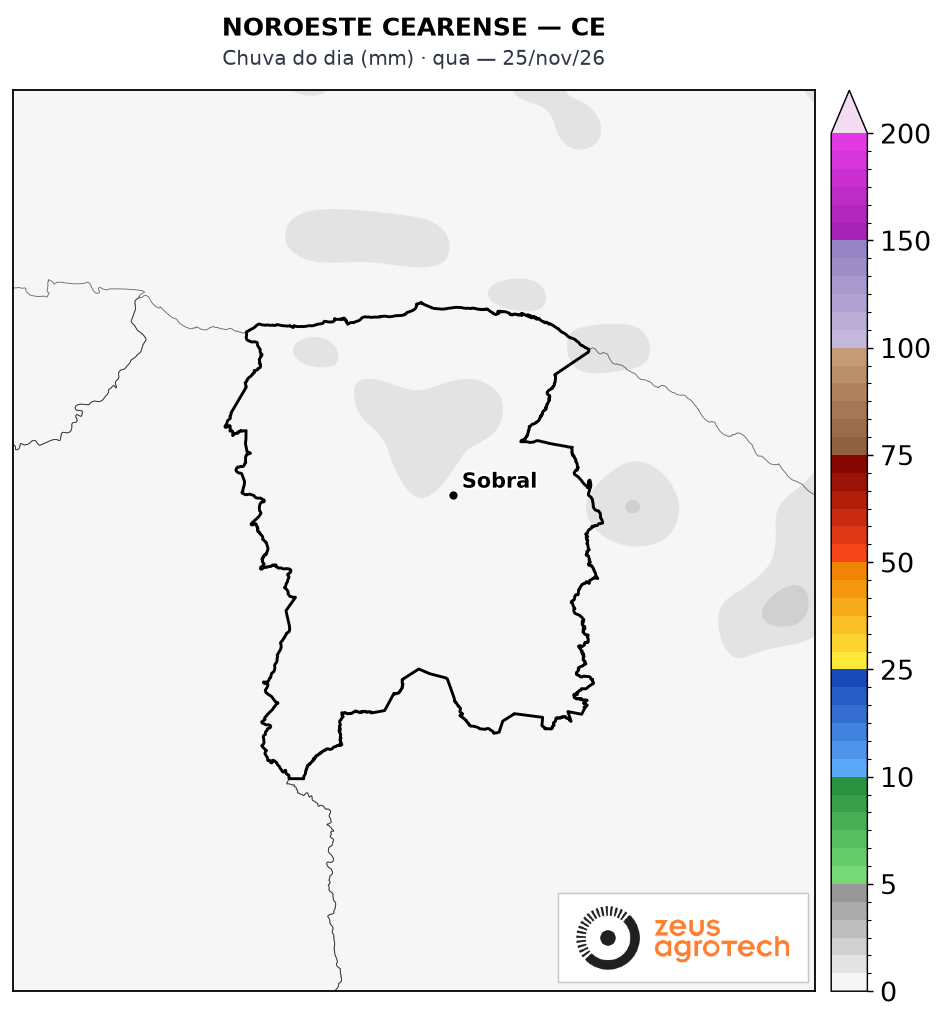 NOROESTE CEARENSE — CE
Chuva do dia (mm) · qua — 25/nov/26
200
150
100
75
50
25
10
5
0
Sobral
zeus
agrotech